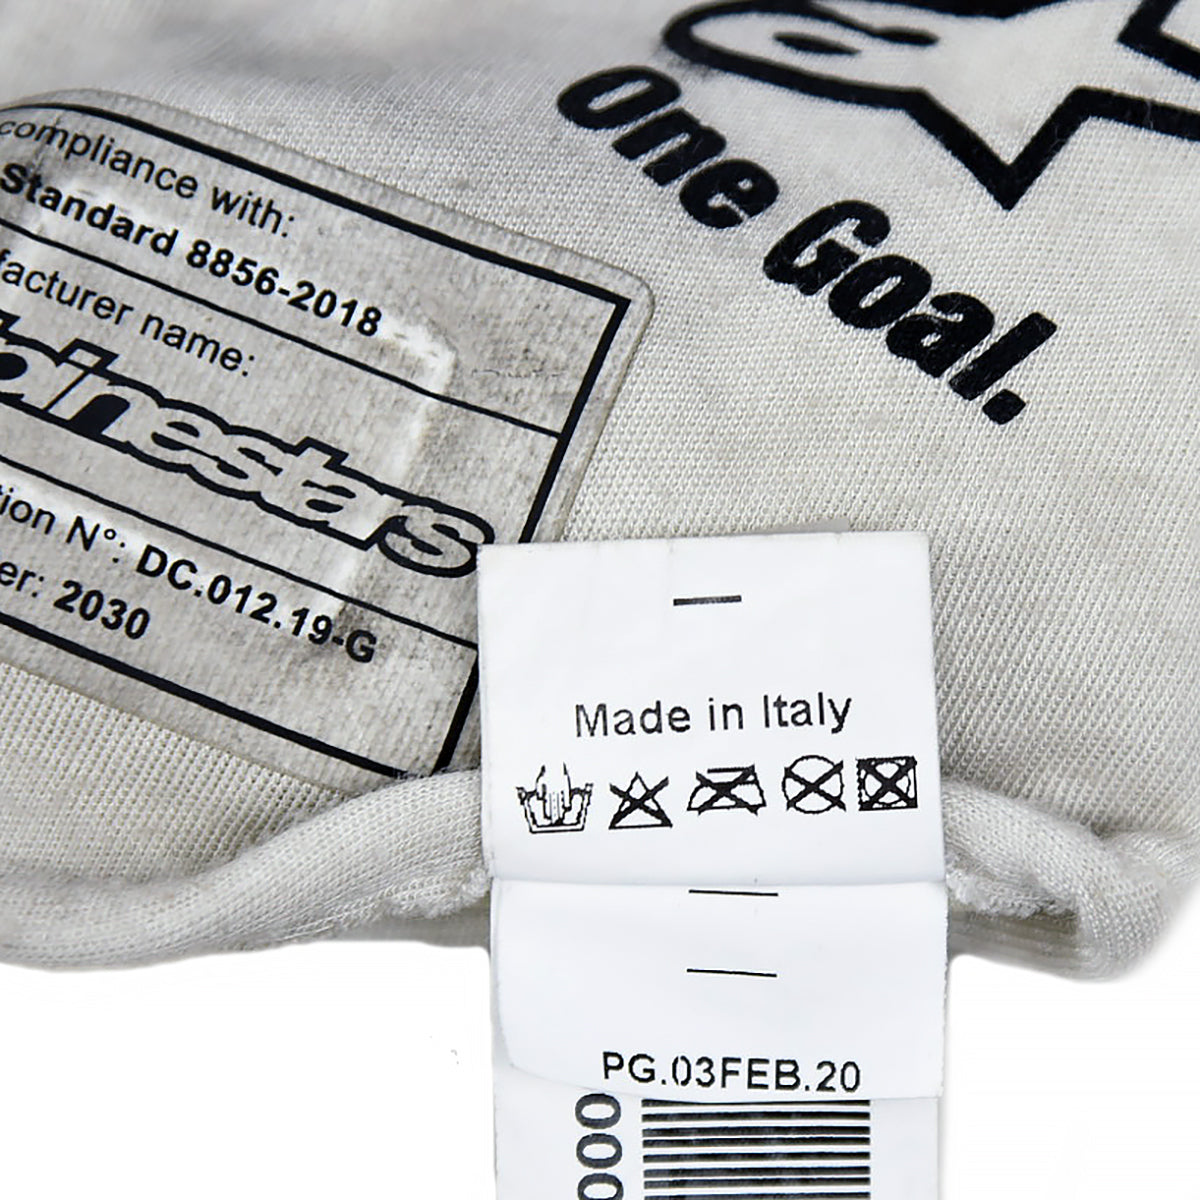 One Goal.
compliance with:
Standard 8856-2018
facturer name:
alpinestars
tion N°: DC.012.19-G
er: 2030
Made in Italy
PG.03FEB.20
000